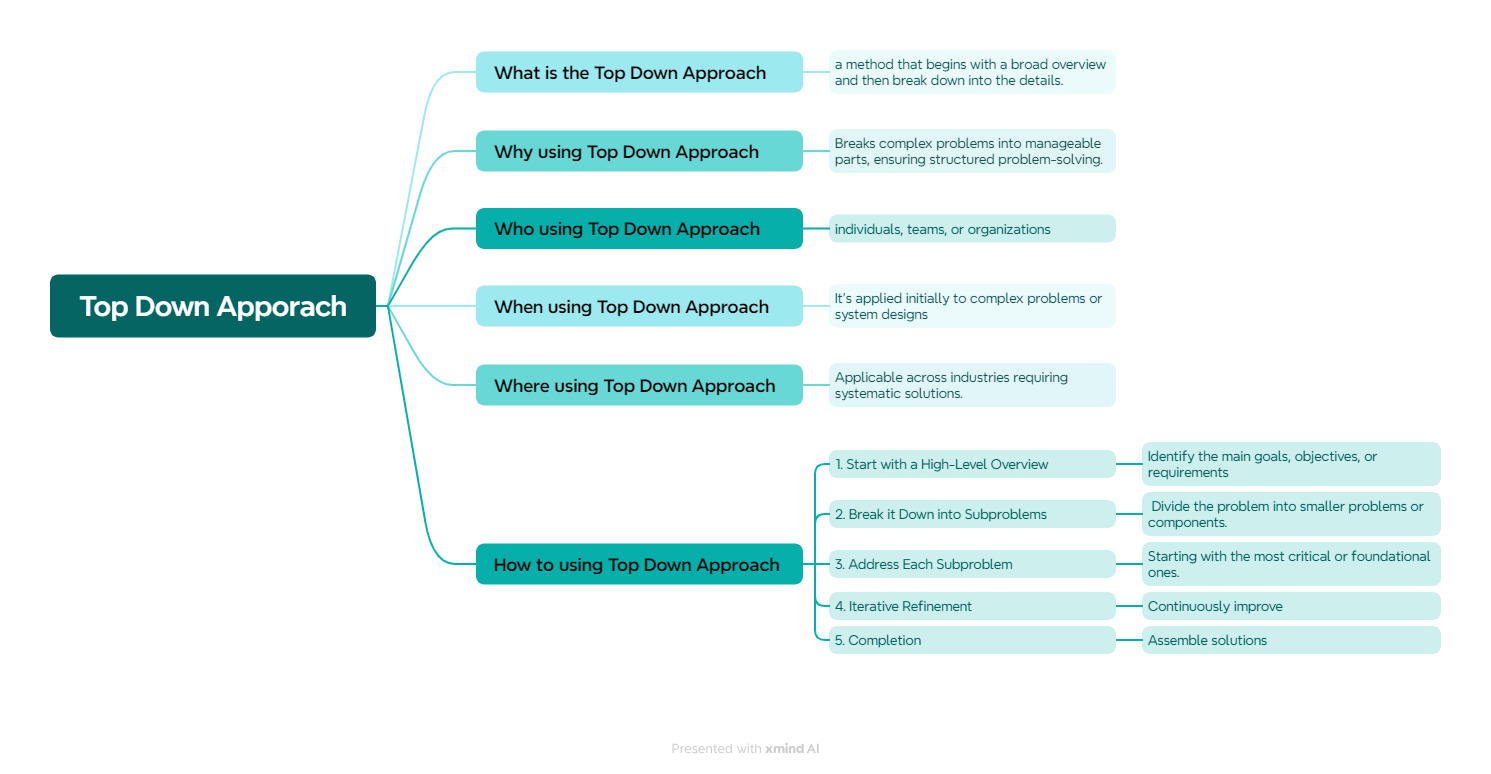 Top Down Apporach
What is the Top Down Approach
a method that begins with a broad overview
and then break down into the details.
Why using Top Down Approach
Breaks complex problems into manageable
parts, ensuring structured problem-solving.
Who using Top Down Approach
individuals, teams, or organizations
When using Top Down Approach
It's applied initially to complex problems or
system designs
Where using Top Down Approach
Applicable across industries requiring
systematic solutions.
How to using Top Down Approach
1. Start with a High-Level Overview
Identify the main goals, objectives, or
requirements
2. Break it Down into Subproblems
Divide the problem into smaller problems or
components.
3. Address Each Subproblem
Starting with the most critical or foundational
ones.
4. Iterative Refinement
Continuously improve
5. Completion
Assemble solutions
Presented with xmind AI